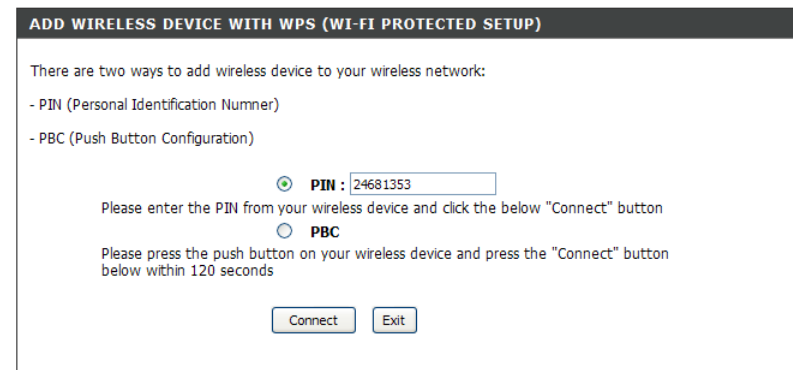 ADD WIRELESS DEVICE WITH WPS (WI-FI PROTECTED SETUP)
There are two ways to add wireless device to your wireless network:
- PIN (Personal Identification Numner)
- PBC (Push Button Configuration)
PIN : 24681353
Please enter the PIN from your wireless device and click the below "Connect" button
PBC
Please press the push button on your wireless device and press the "Connect" button
below within 120 seconds
Connect Exit